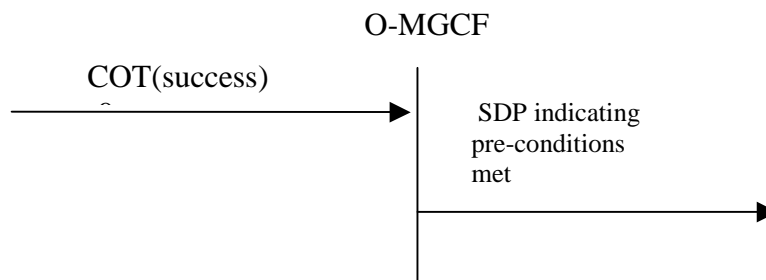 O-MGCF
COT(success)
SDP indicating
pre-conditions
met